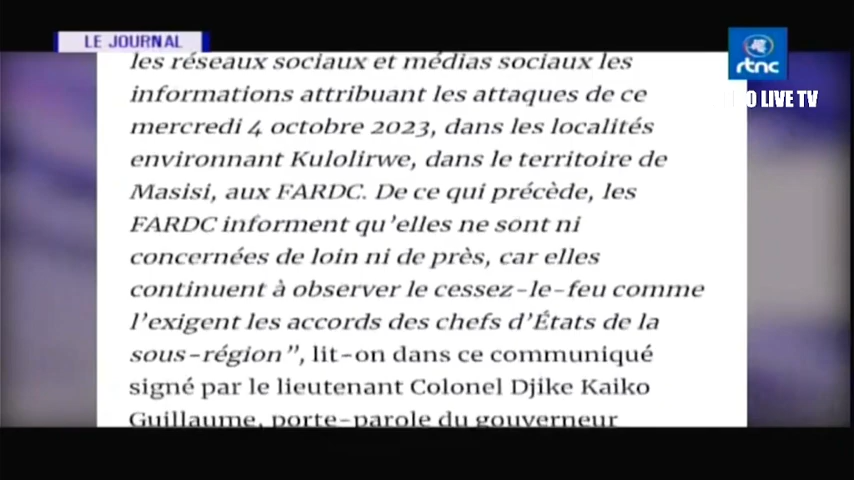 LE JOURNAL
rtnc
LIVE TV
les réseaux sociaux et médias sociaux les
informations attribuant les attaques de ce
mercredi 4 octobre 2023, dans les localités
environnant Kulolirwe, dans le territoire de
Masisi, aux FARDC. De ce qui précède, les
FARDC informent qu’elles ne sont ni
concernées de loin ni de près, car elles
continuent à observer le cessez-le-feu comme
l’exigent les accords des chefs d’États de la
sous-région”, lit-on dans ce communiqué
signé par le lieutenant Colonel Djike Kaiko
Guillaume, porte-parole du gouverneur